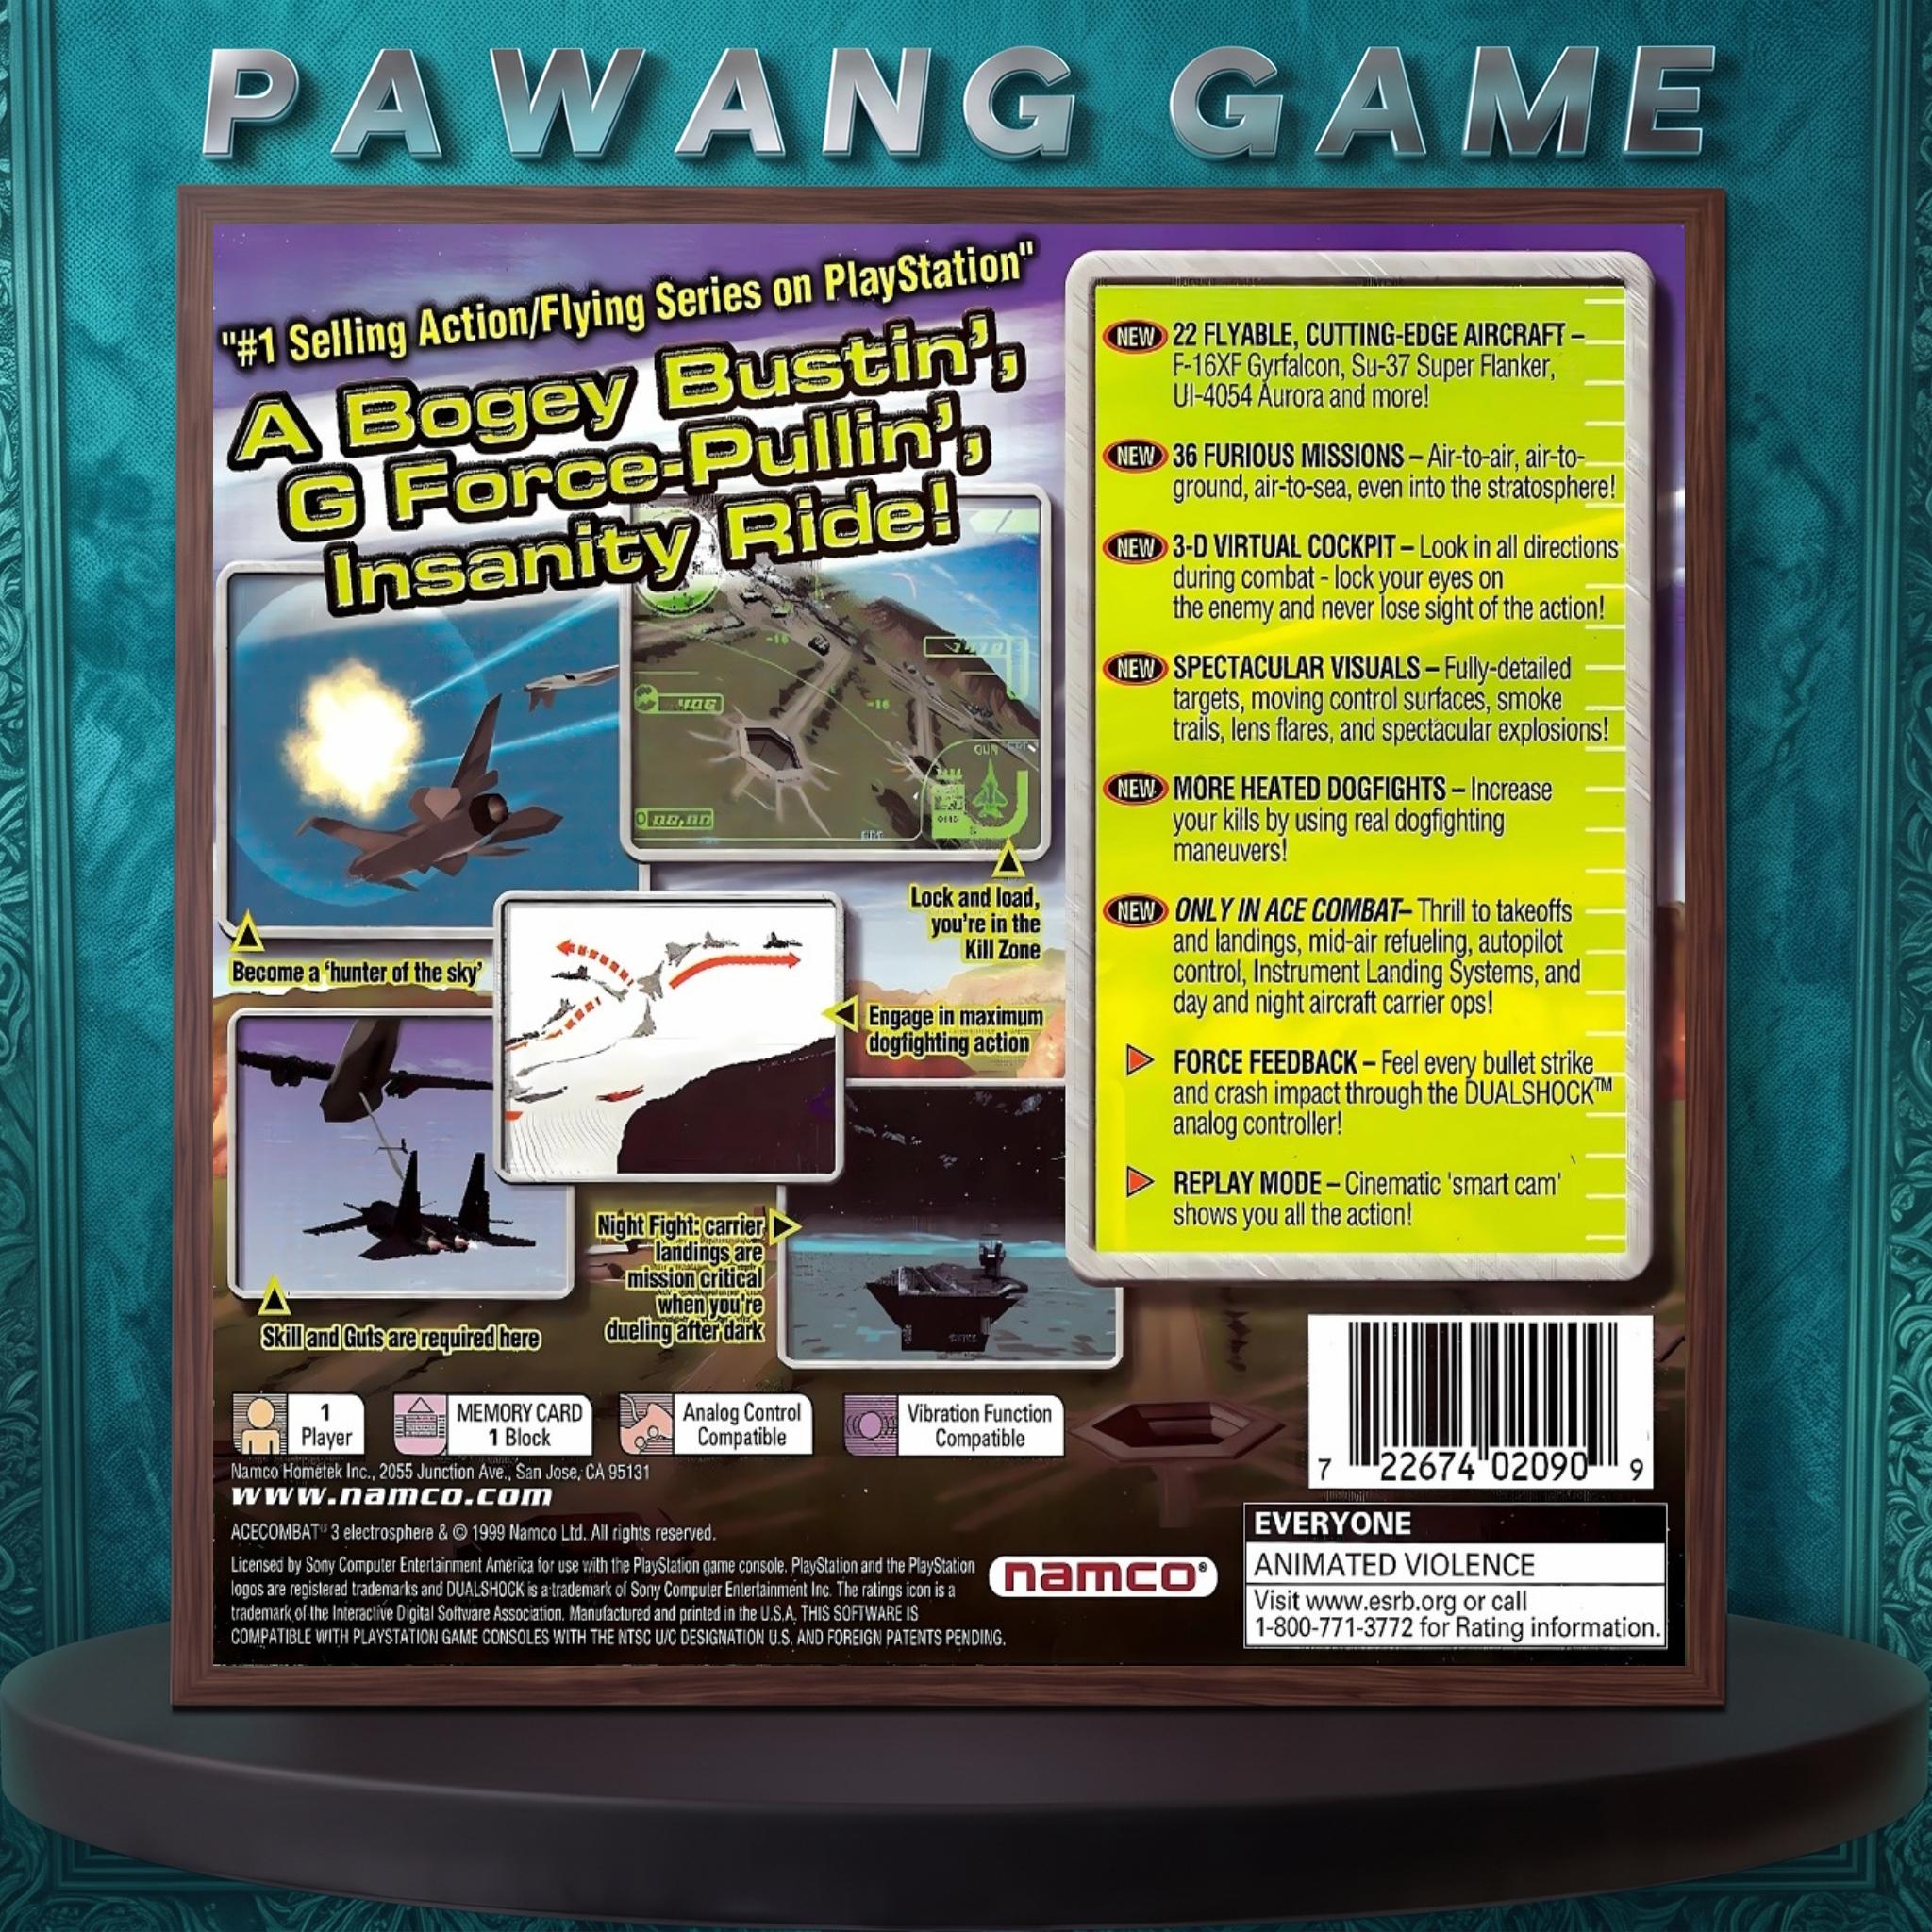 PAWANG GAME
"#1 Selling Action/Flying Series on PlayStation"
A Bogey Bustin',
G Force-Pullin',
Insanity Ride!
Become a 'hunter of the sky'
Lock and load,
you're in the
Kill Zone
Engage in maximum
dogfighting action
Skill and Guts are required here
Night Fight: carrier
landings are
mission critical
when you're
dueling after dark
NEW 22 FLYABLE, CUTTING-EDGE AIRCRAFT –
F-16XF Gyrfalcon, Su-37 Super Flanker,
UI-4054 Aurora and more!
NEW 36 FURIOUS MISSIONS – Air-to-air, air-to-
ground, air-to-sea, even into the stratosphere!
NEW 3-D VIRTUAL COCKPIT – Look in all directions
during combat - lock your eyes on
the enemy and never lose sight of the action!
NEW SPECTACULAR VISUALS – Fully-detailed
targets, moving control surfaces, smoke
trails, lens flares, and spectacular explosions!
NEW MORE HEATED DOGFIGHTS – Increase
your kills by using real dogfighting
maneuvers!
NEW ONLY IN ACE COMBAT– Thrill to takeoffs
and landings, mid-air refueling, autopilot
control, Instrument Landing Systems, and
day and night aircraft carrier ops!
FORCE FEEDBACK – Feel every bullet strike
and crash impact through the DUALSHOCK™
analog controller!
REPLAY MODE – Cinematic 'smart cam'
shows you all the action!
1
Player
MEMORY CARD
1 Block
Analog Control
Compatible
Vibration Function
Compatible
Namco Hometek Inc., 2055 Junction Ave., San Jose, CA 95131
www.namco.com
ACECOMBAT 3 electrosphere & © 1999 Namco Ltd. All rights reserved.
Licensed by Sony Computer Entertainment America for use with the PlayStation game console. PlayStation and the PlayStation
logos are registered trademarks and DUALSHOCK is a trademark of Sony Computer Entertainment Inc. The ratings icon is a
trademark of the Interactive Digital Software Association. Manufactured and printed in the U.S.A. THIS SOFTWARE IS
COMPATIBLE WITH PLAYSTATION GAME CONSOLES WITH THE NTSC U/C DESIGNATION U.S. AND FOREIGN PATENTS PENDING.
namco®
7 22674 02090 9
EVERYONE
ANIMATED VIOLENCE
Visit www.esrb.org or call
1-800-771-3772 for Rating information.